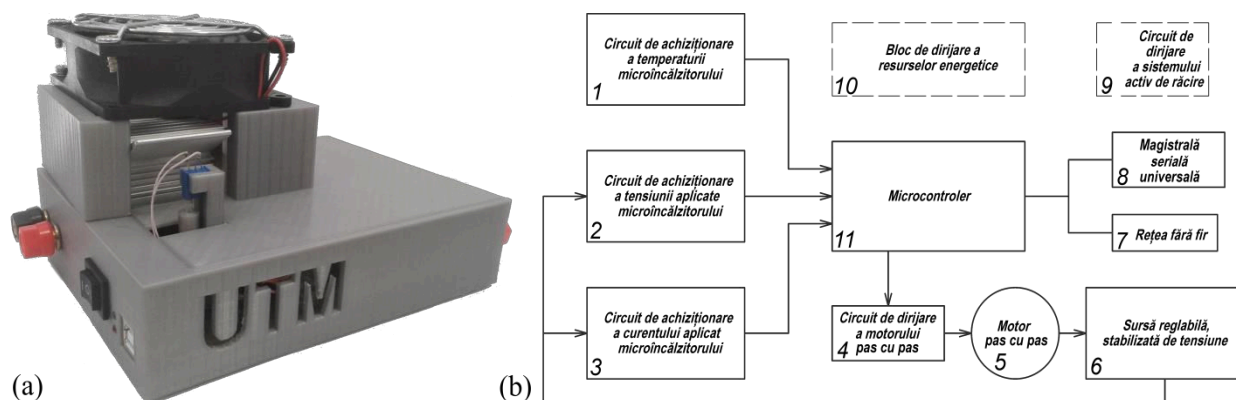 UTM
(a)
(b)
Circuit de achiziționare
a temperaturii
microîncălzitorului
1
Bloc de dirijare a
resurselor energetice
10
Circuit de
dirijare
a sistemului
activ de răcire
9
Circuit de achiziționare
a tensiunii aplicate
microîncălzitorului
2
Microcontroler
11
Magistrală
serială
universală
8
Rețea fără fir
7
Circuit de achiziționare
a curentului aplicat
microîncălzitorului
3
Circuit de dirijare
a motorului
pas cu pas
4
Motor
pas cu pas
5
Sursă reglabilă,
stabilizată de tensiune
6